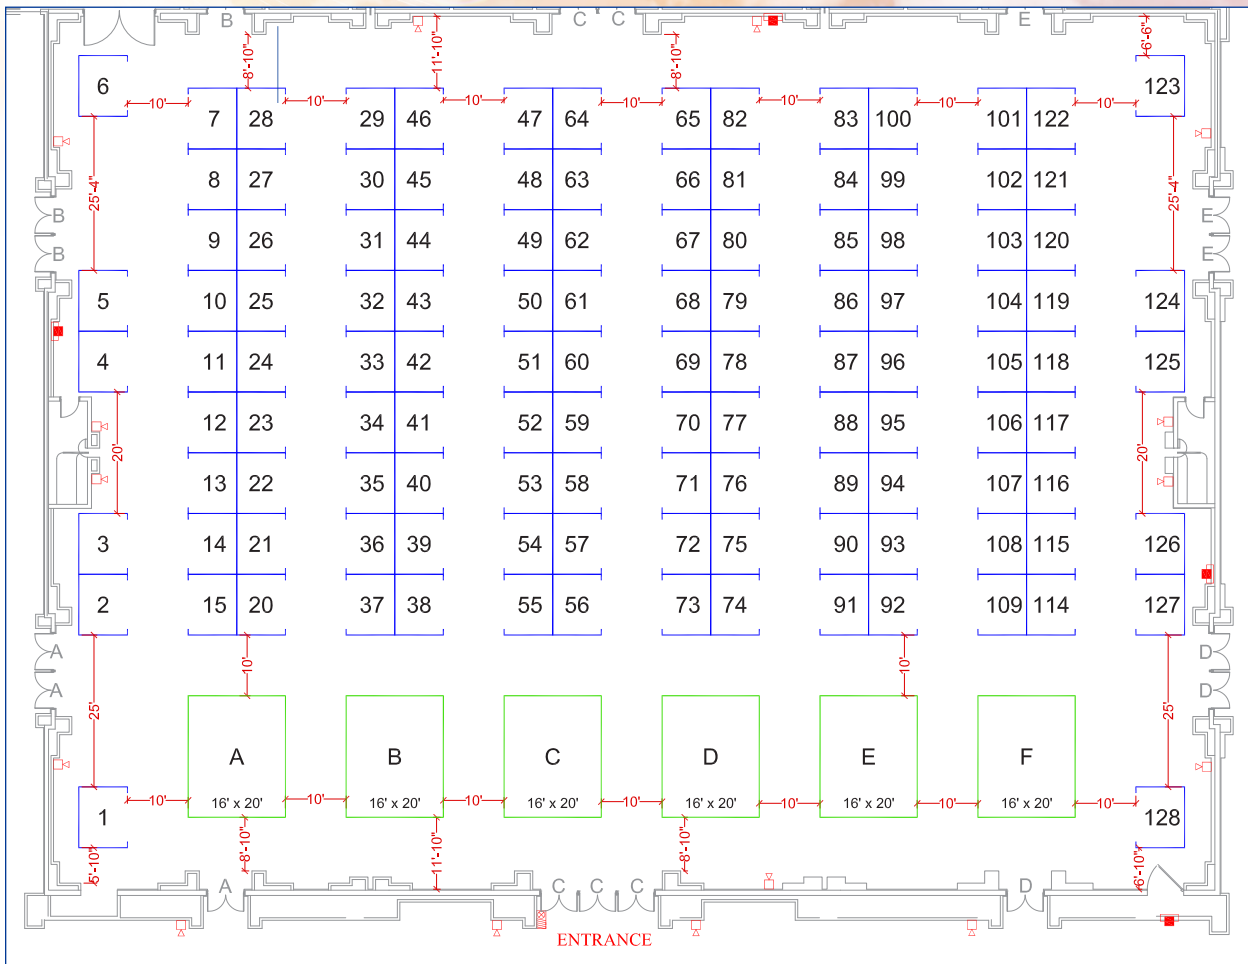 B C C E
8'-10" 11'-10" 8'-10" 6'-6"
6 10' 10' 10' 10' 10' 10' 10' 123
7 28 29 46 47 64 65 82 83 100 101 122
8 27 30 45 48 63 66 81 84 99 102 121
25'-4" 25'-4"
B E
9 26 31 44 49 62 67 80 85 98 103 120
B E
5 10 25 32 43 50 61 68 79 86 97 104 119 124
4 11 24 33 42 51 60 69 78 87 96 105 118 125
12 23 34 41 52 59 70 77 88 95 106 117
20' 20'
13 22 35 40 53 58 71 76 89 94 107 116
3 14 21 36 39 54 57 72 75 90 93 108 115 126
2 15 20 37 38 55 56 73 74 91 92 109 114 127
A D
10' 10'
A D
25' 25'
A B C D E F
10' 10' 10' 10' 10' 10' 10'
16' x 20' 16' x 20' 16' x 20' 16' x 20' 16' x 20' 16' x 20'
1 128
5'-10" 8'-10" 11'-10" 8'-10" 6'-10"
A C C C D
ENTRANCE